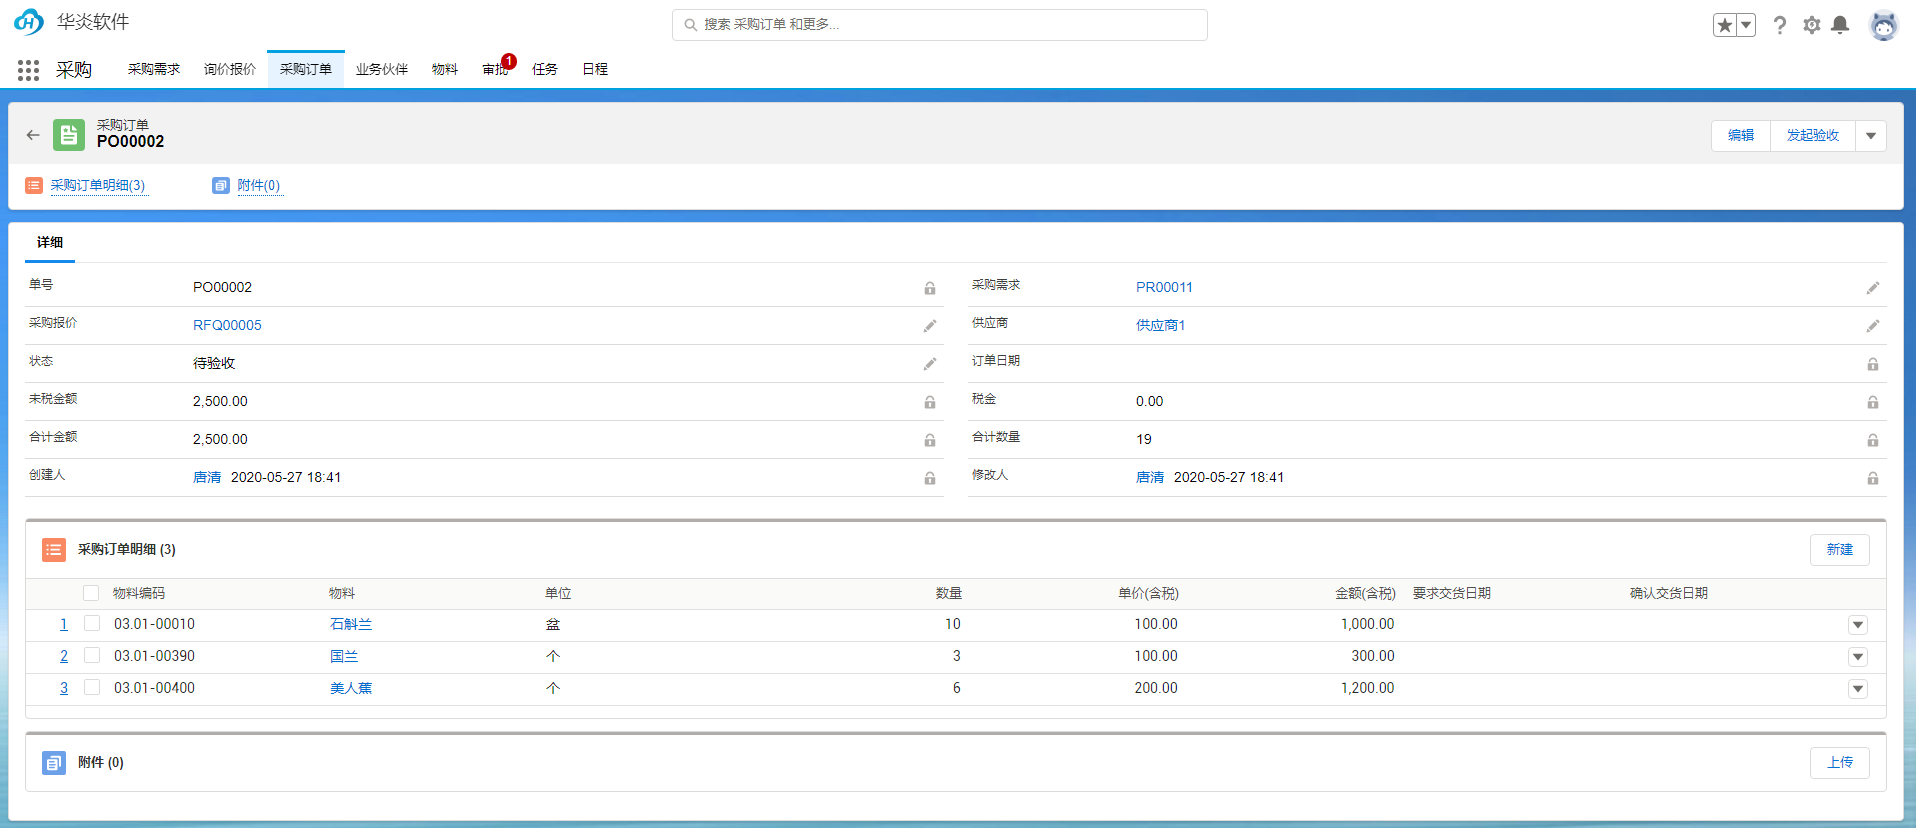 华炎软件
搜索 采购订单 和更多...
采购 采购需求 询价报价 采购订单 业务伙伴 物料 审批 1 任务 日程
采购订单
PO00002
编辑 发起验收
采购订单明细(3) 附件(0)
详细
单号 PO00002 采购需求 PR00011
采购报价 RFQ00005 供应商 供应商1
状态 待验收 订单日期
未税金额 2,500.00 税金 0.00
合计金额 2,500.00 合计数量 19
创建人 唐清 2020-05-27 18:41 修改人 唐清 2020-05-27 18:41
采购订单明细 (3) 新建
物料编码 物料 单位 数量 单价(含税) 金额(含税) 要求交货日期 确认交货日期
1 03.01-00010 石斛兰 盆 10 100.00 1,000.00
2 03.01-00390 国兰 个 3 100.00 300.00
3 03.01-00400 美人蕉 个 6 200.00 1,200.00
附件 (0) 上传